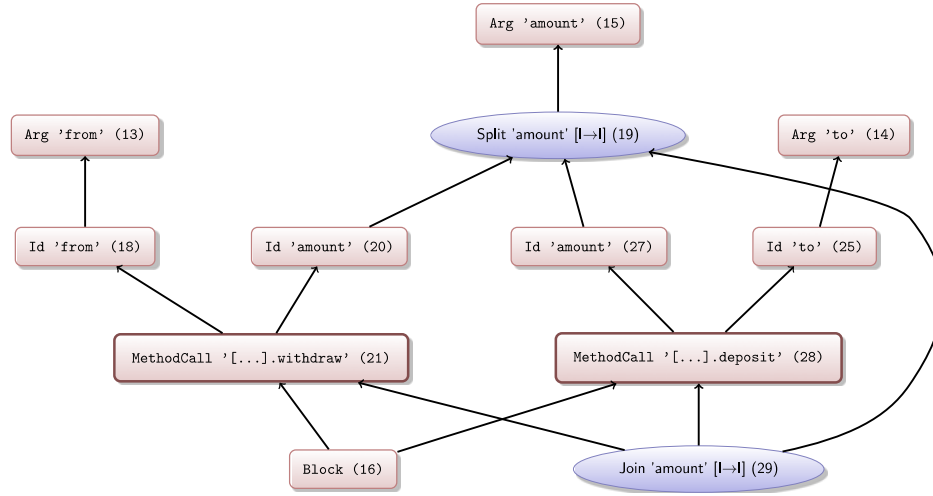 Arg 'amount' (15)
Arg 'from' (13)
Split 'amount' [I→I] (19)
Arg 'to' (14)
Id 'from' (18)
Id 'amount' (20)
Id 'amount' (27)
Id 'to' (25)
MethodCall '[...].withdraw' (21)
MethodCall '[...].deposit' (28)
Block (16)
Join 'amount' [I→I] (29)